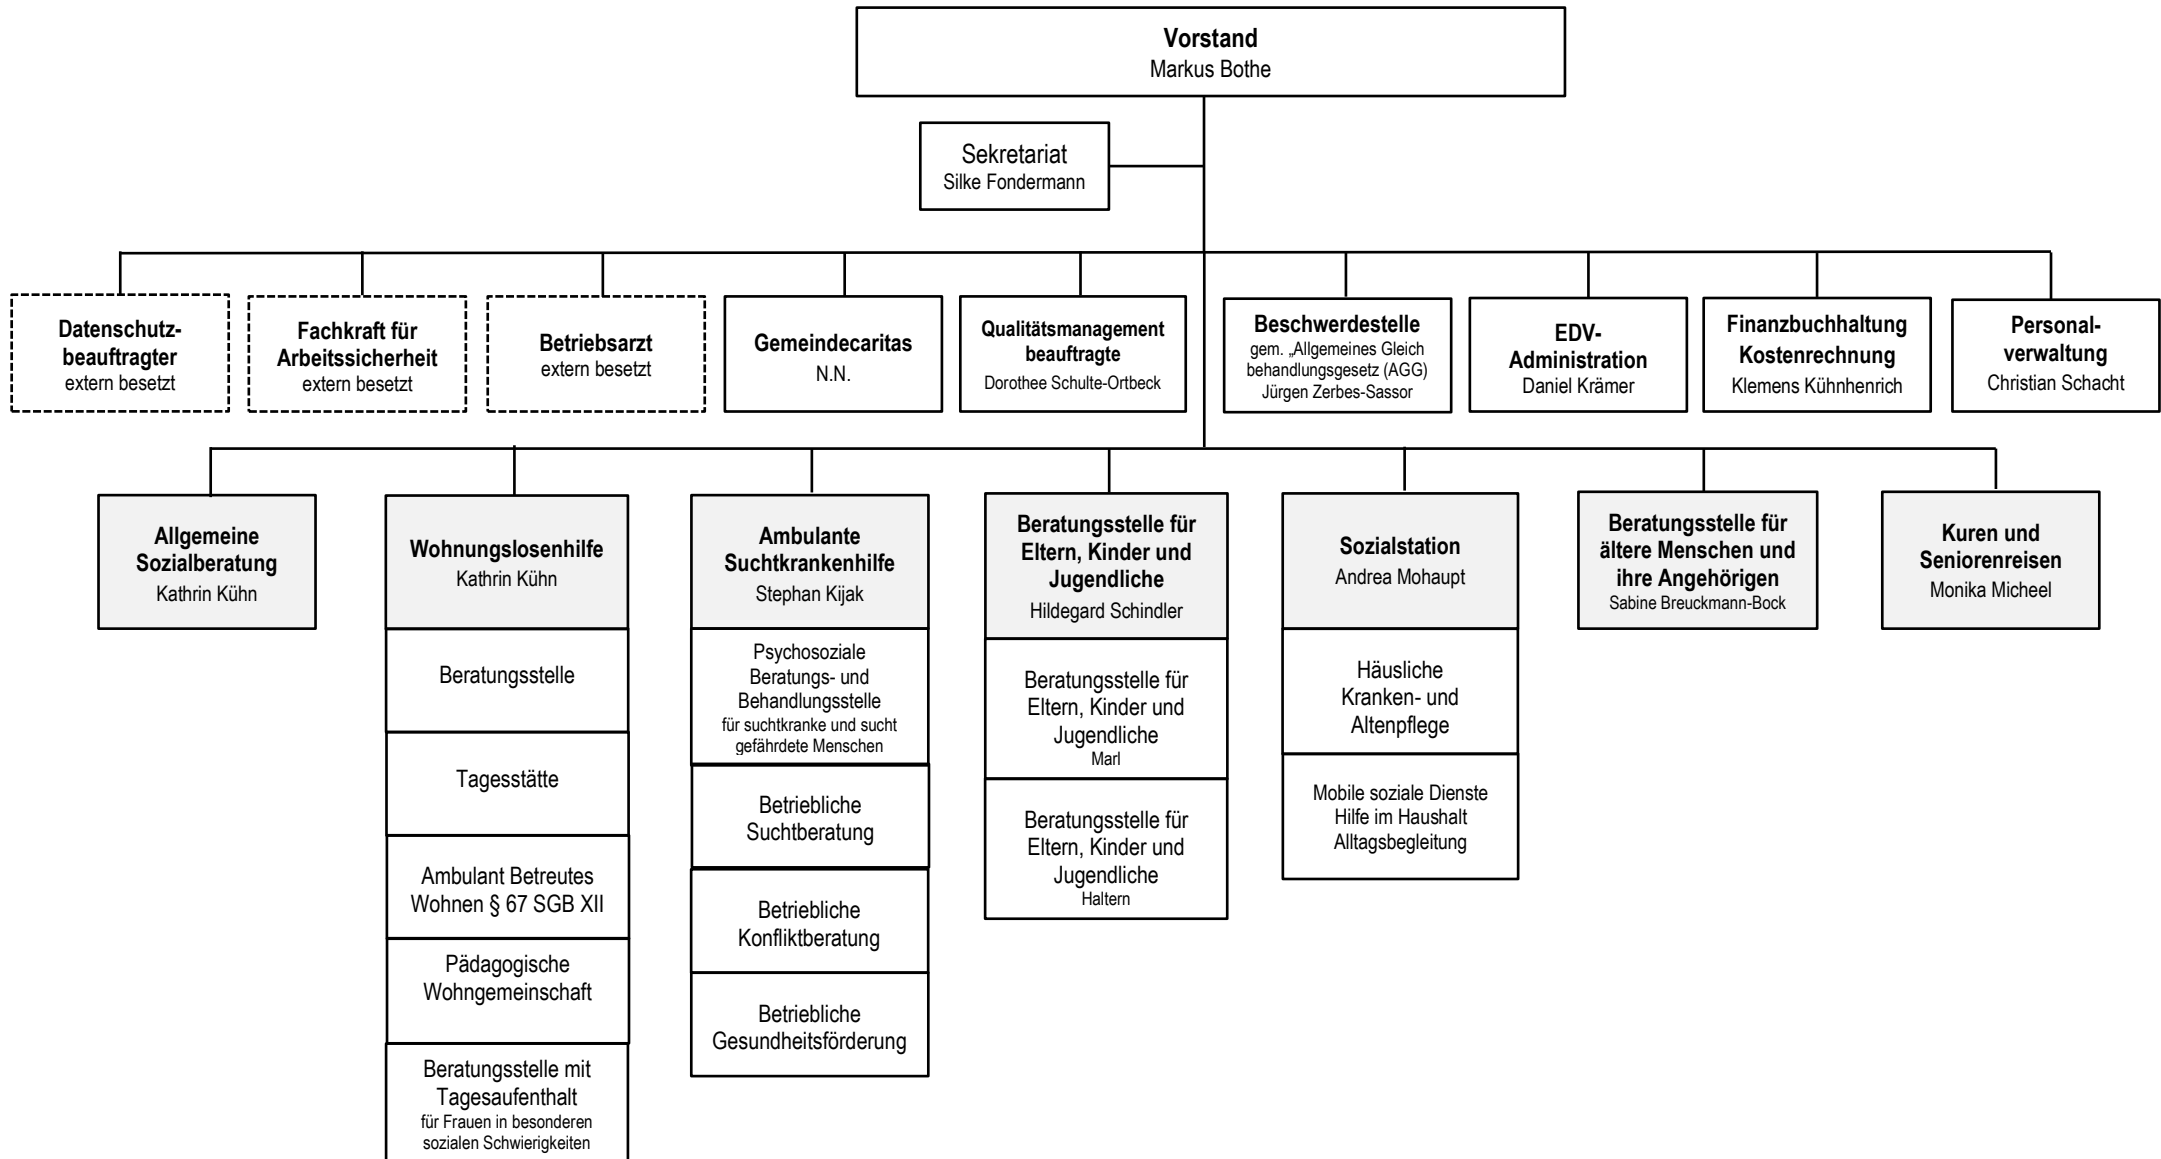 Vorstand
Markus Bothe
Sekretariat
Silke Fondermann
Datenschutz-
beauftragter
extern besetzt
Fachkraft für
Arbeitssicherheit
extern besetzt
Betriebsarzt
extern besetzt
Gemeindecaritas
N.N.
Qualitätsmanagement
beauftragte
Dorothee Schulte-Ortbeck
Beschwerdestelle
gem. „Allgemeines Gleich
behandlungsgesetz (AGG)
Jürgen Zerbes-Sassor
EDV-
Administration
Daniel Krämer
Finanzbuchhaltung
Kostenrechnung
Klemens Kühnhenrich
Personal-
verwaltung
Christian Schacht
Allgemeine
Sozialberatung
Kathrin Kühn
Wohnungslosenhilfe
Kathrin Kühn
Beratungsstelle
Tagesstätte
Ambulant Betreutes
Wohnen § 67 SGB XII
Pädagogische
Wohngemeinschaft
Beratungsstelle mit
Tagesaufenthalt
für Frauen in besonderen
sozialen Schwierigkeiten
Ambulante
Suchtkrankenhilfe
Stephan Kijak
Psychosoziale
Beratungs- und
Behandlungsstelle
für suchtkranke und sucht
gefährdete Menschen
Betriebliche
Suchtberatung
Betriebliche
Konfliktberatung
Betriebliche
Gesundheitsförderung
Beratungsstelle für
Eltern, Kinder und
Jugendliche
Hildegard Schindler
Beratungsstelle für
Eltern, Kinder und
Jugendliche
Marl
Beratungsstelle für
Eltern, Kinder und
Jugendliche
Haltern
Sozialstation
Andrea Mohaupt
Häusliche
Kranken- und
Altenpflege
Mobile soziale Dienste
Hilfe im Haushalt
Alltagsbegleitung
Beratungsstelle für
ältere Menschen und
ihre Angehörigen
Sabine Breuckmann-Bock
Kuren und
Seniorenreisen
Monika Micheel